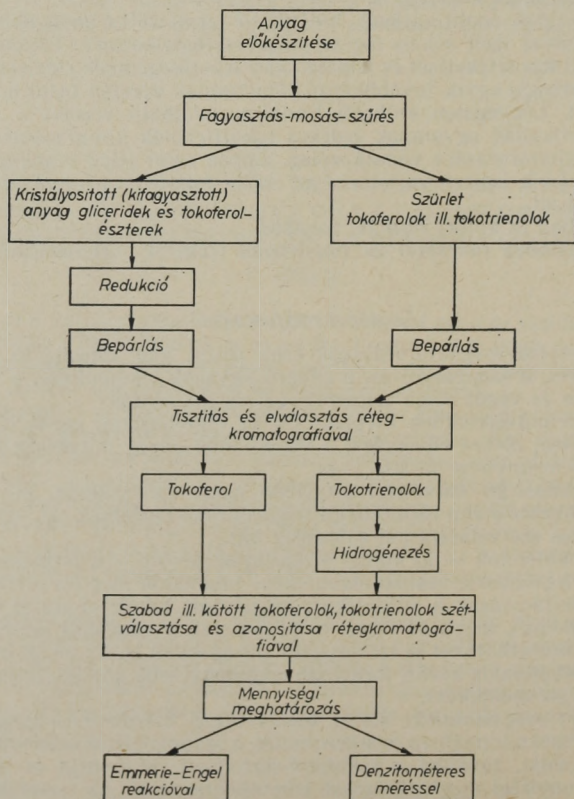 Anyag
előkészítése
Fagyasztás-mosás-szűrés
Kristályosított (kifagyasztott)
anyag gliceridek és tokoferol-
észterek
Szűrlet
tokoferolok ill. tokotrienolok
Redukció
Bepárlás
Bepárlás
Tisztítás és elválasztás réteg-
kromatográfiával
Tokoferol
Tokotrienolok
Hidrogénezés
Szabad ill. kötött tokoferolok, tokotrienolok szét-
választása és azonosítása rétegkromatográ-
fiával
Mennyiségi
meghatározás
Emmerie-Engel
reakcióval
Denzitométeres
méréssel